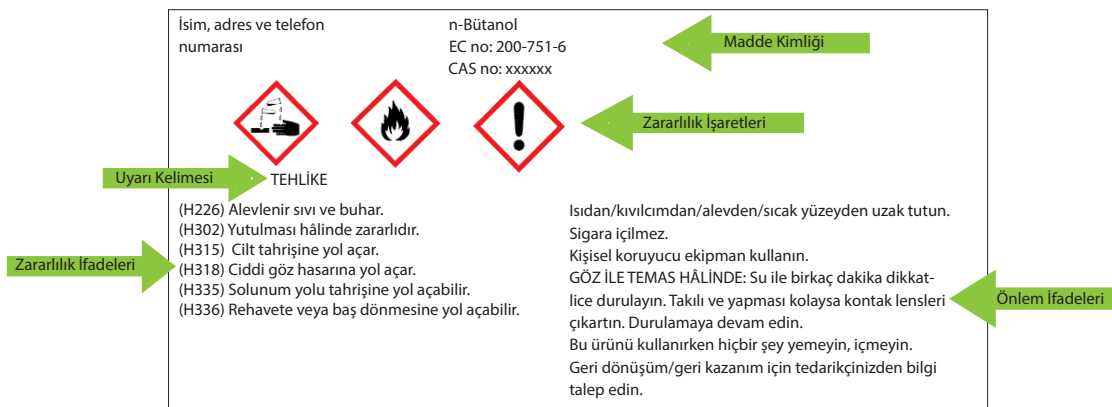 İsim, adres ve telefon
numarası
n-Bütanol
EC no: 200-751-6
CAS no: xxxxxx
Madde Kimliği
Zararlılık İşaretleri
Uyarı Kelimesi
TEHLİKE
Zararlılık İfadeleri
(H226) Alevlenir sıvı ve buhar.
(H302) Yutulması hâlinde zararlıdır.
(H315) Cilt tahrişine yol açar.
(H318) Ciddi göz hasarına yol açar.
(H335) Solunum yolu tahrişine yol açabilir.
(H336) Rehavete veya baş dönmesine yol açabilir.
Isıdan/kıvılcımdan/alevden/sıcak yüzeyden uzak tutun.
Sigara içilmez.
Kişisel koruyucu ekipman kullanın.
GÖZ İLE TEMAS HÂLİNDE: Su ile birkaç dakika dikkat-
lice durulayın. Takılı ve yapması kolaysa kontak lensleri
çıkartın. Durulamaya devam edin.
Bu ürünü kullanırken hiçbir şey yemeyin, içmeyin.
Geri dönüşüm/geri kazanım için tedarikçinizden bilgi
talep edin.
Önlem İfadeleri